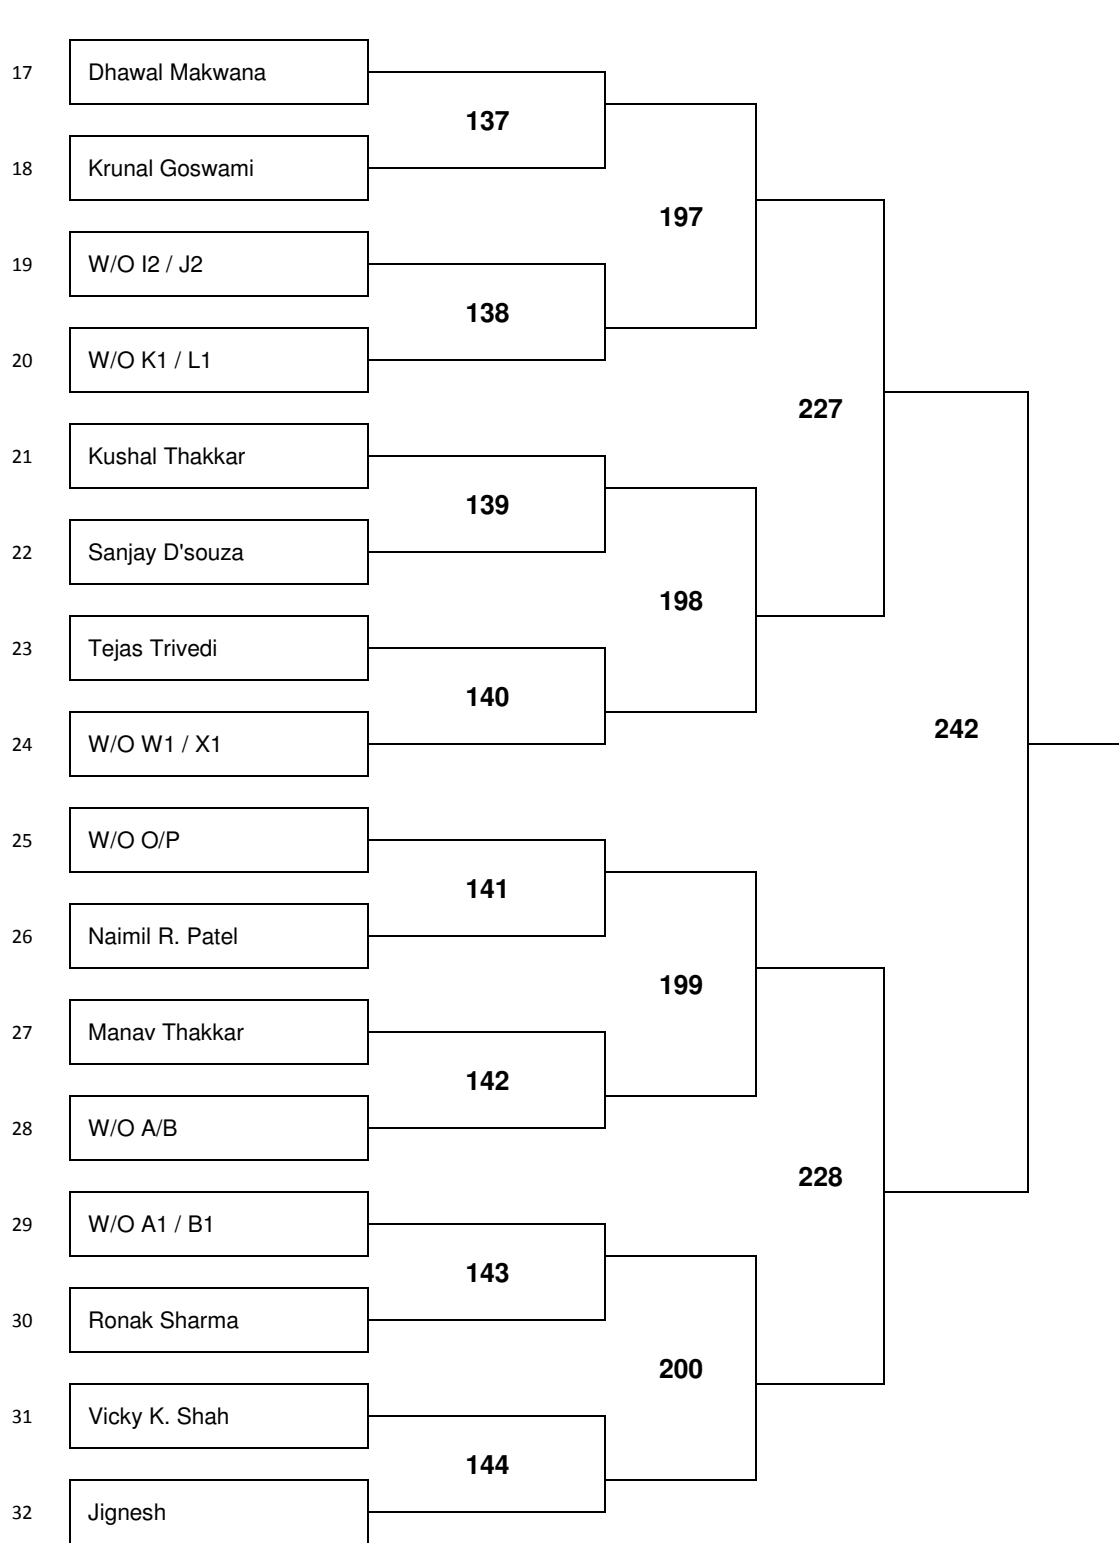 17 Dhawal Makwana
137
18 Krunal Goswami
197
19 W/O I2 / J2
138
20 W/O K1 / L1
227
21 Kushal Thakkar
139
22 Sanjay D'souza
198
23 Tejas Trivedi
140
242
24 W/O W1 / X1
25 W/O O/P
141
26 Naimil R. Patel
199
27 Manav Thakkar
142
28 W/O A/B
228
29 W/O A1 / B1
143
30 Ronak Sharma
200
31 Vicky K. Shah
144
32 Jignesh